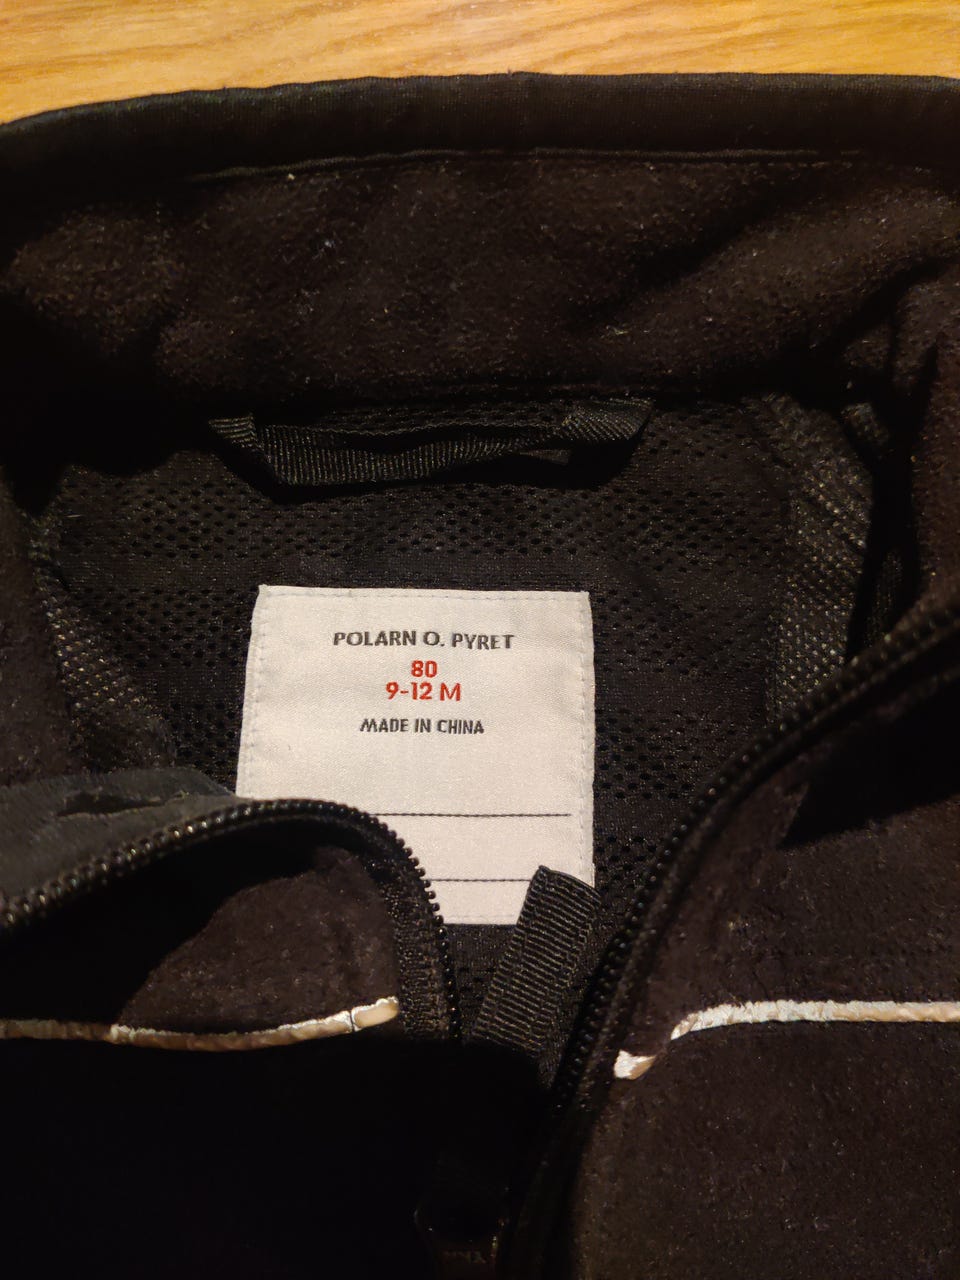 POLARN O. PYRET
80
9-12 M
MADE IN CHINA